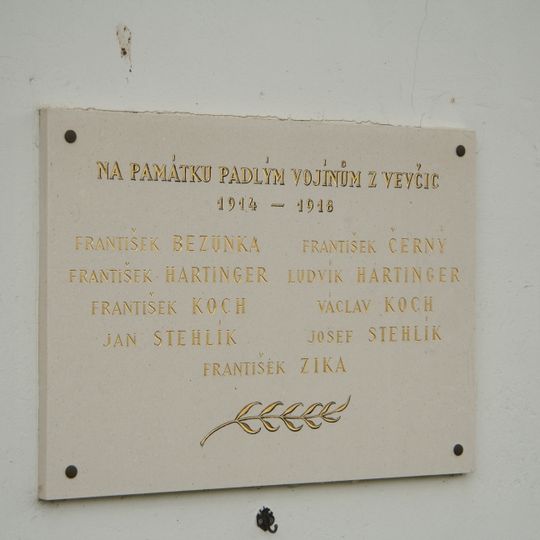 NA PAMÁTKU PADLÝM VOJÍNŮM Z VEVČIC
1914 — 1918
FRANTIŠEK BEZUNKA FRANTIŠEK ČERNÝ
FRANTIŠEK HARTINGER LUDVÍK HARTINGER
FRANTIŠEK KOCH VÁCLAV KOCH
JAN STEHLÍK JOSEF STEHLÍK
FRANTIŠEK ZIKA